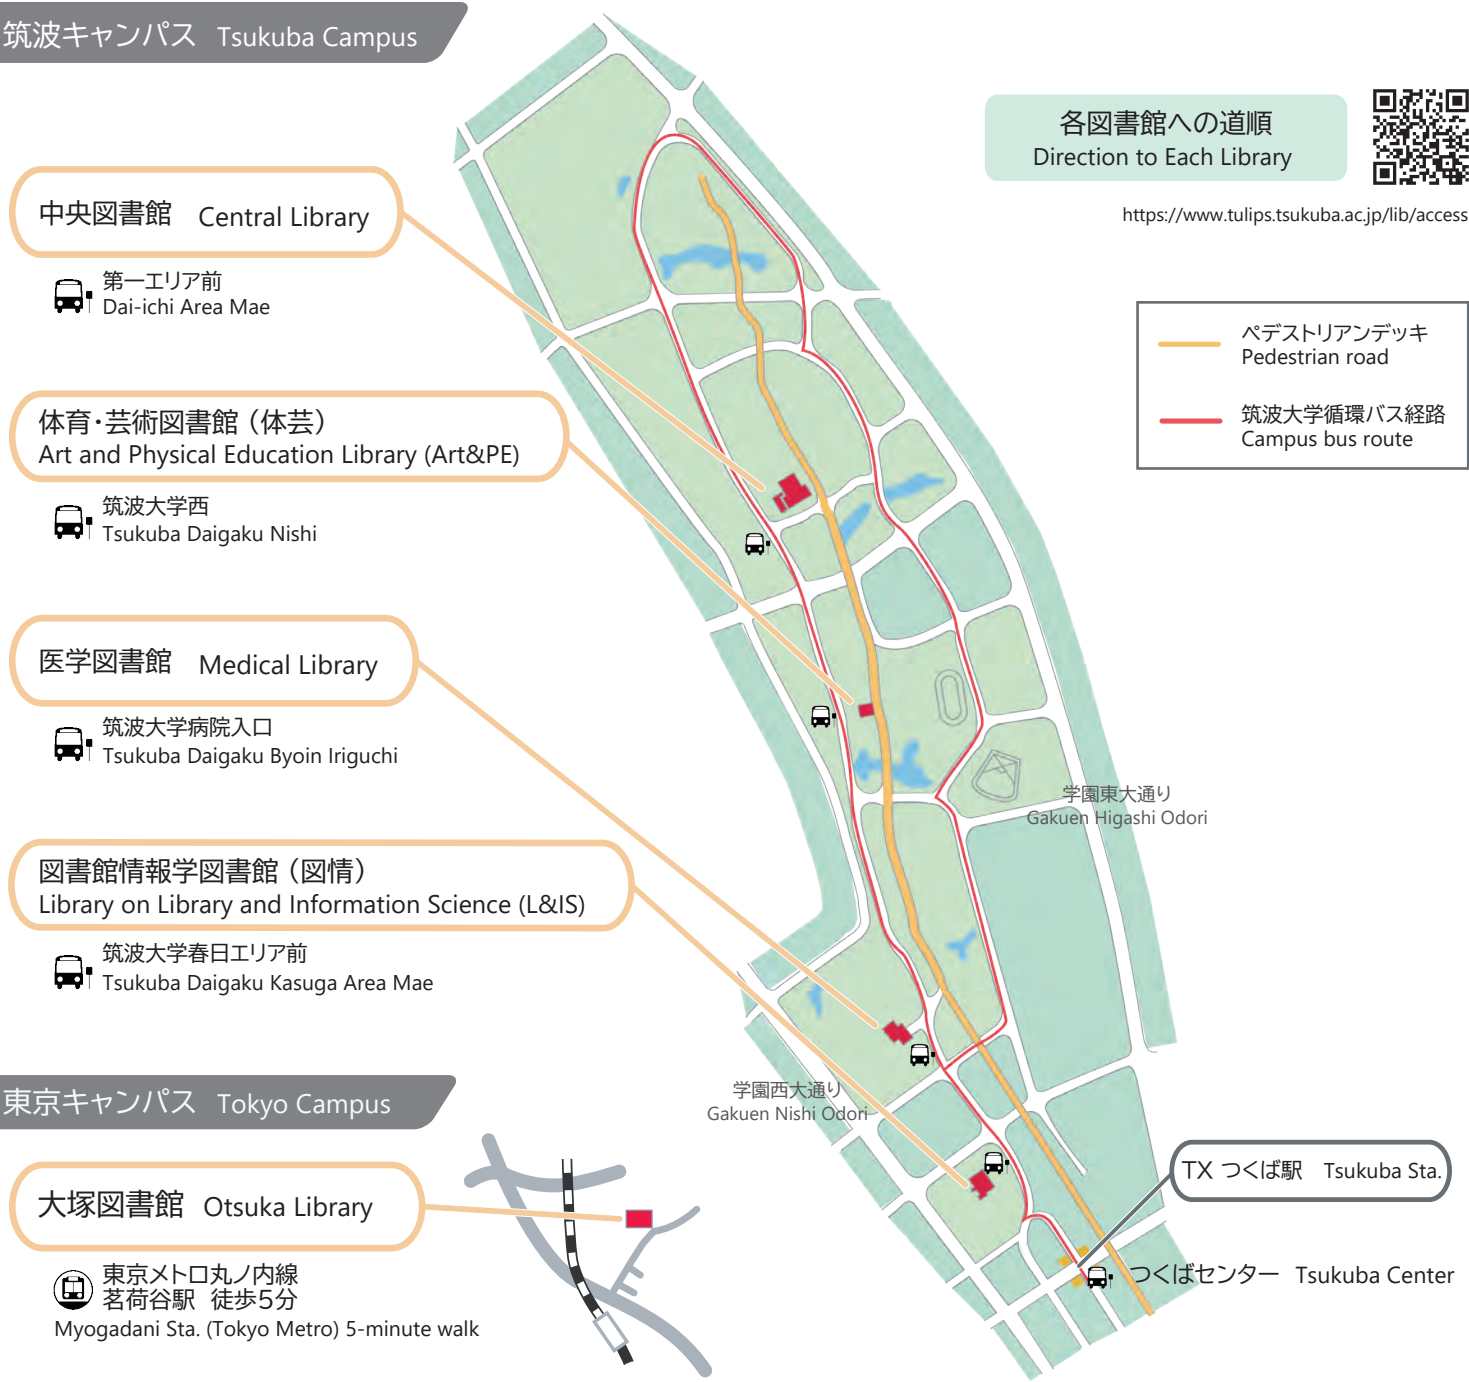 筑波キャンパス Tsukuba Campus
各図書館への道順
Direction to Each Library
https://www.tulips.tsukuba.ac.jp/lib/access
ペデストリアンデッキ
Pedestrian road
筑波大学循環バス経路
Campus bus route
中央図書館 Central Library
第一エリア前
Dai-ichi Area Mae
体育・芸術図書館（体芸）
Art and Physical Education Library (Art&PE)
筑波大学西
Tsukuba Daigaku Nishi
医学図書館 Medical Library
筑波大学病院入口
Tsukuba Daigaku Byoin Iriguchi
学園東大通り
Gakuen Higashi Odori
図書館情報学図書館（図情）
Library on Library and Information Science (L&IS)
筑波大学春日エリア前
Tsukuba Daigaku Kasuga Area Mae
学園西大通り
Gakuen Nishi Odori
TX つくば駅 Tsukuba Sta.
つくばセンター Tsukuba Center
東京キャンパス Tokyo Campus
大塚図書館 Otsuka Library
東京メトロ丸ノ内線
茗荷谷駅 徒歩5分
Myogadani Sta. (Tokyo Metro) 5-minute walk